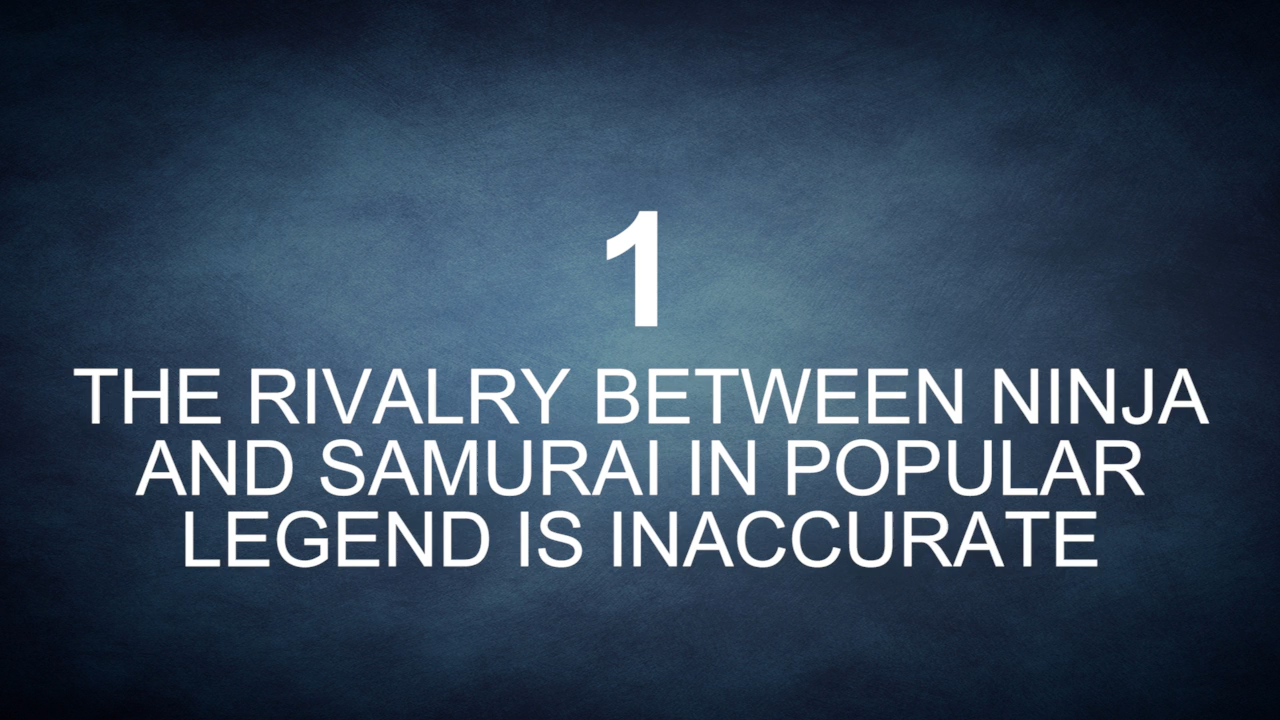 1
THE RIVALRY BETWEEN NINJA
AND SAMURAI IN POPULAR
LEGEND IS INACCURATE